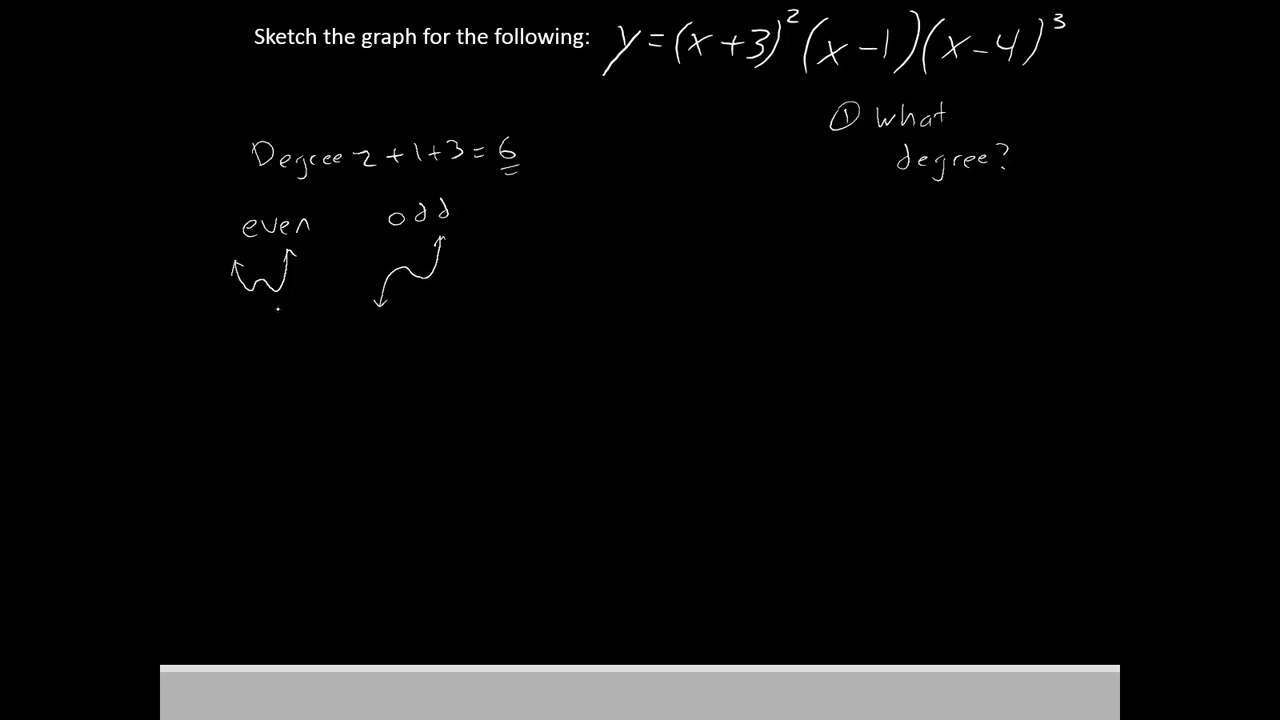 Sketch the graph for the following: y = (x + 3)² (x - 1)(x - 4)³
① what
degree?
Degree 2 + 1 + 3 = 6
even odd